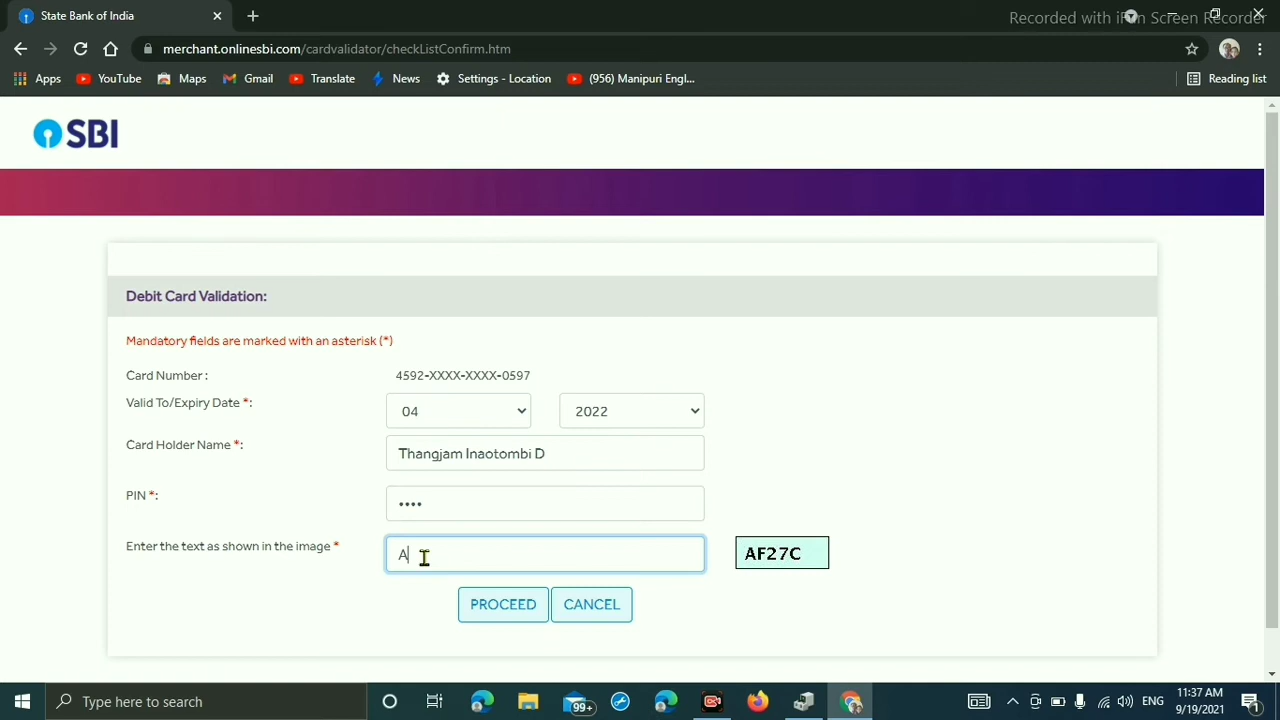 State Bank of India
Recorded with iFun Screen Recorder
merchant.onlinesbi.com/cardvalidator/checkListConfirm.htm
Apps YouTube Maps Gmail Translate News Settings - Location (956) Manipuri Engl... Reading list
SBI
Debit Card Validation:
Mandatory fields are marked with an asterisk (*)
Card Number : 4592-XXXX-XXXX-0597
Valid To/Expiry Date *: 04 2022
Card Holder Name *: Thangjam Inaotombi D
PIN *: ••••
Enter the text as shown in the image * A AF27C
PROCEED CANCEL
Type here to search 99+ ENG 11:37 AM
9/19/2021 1